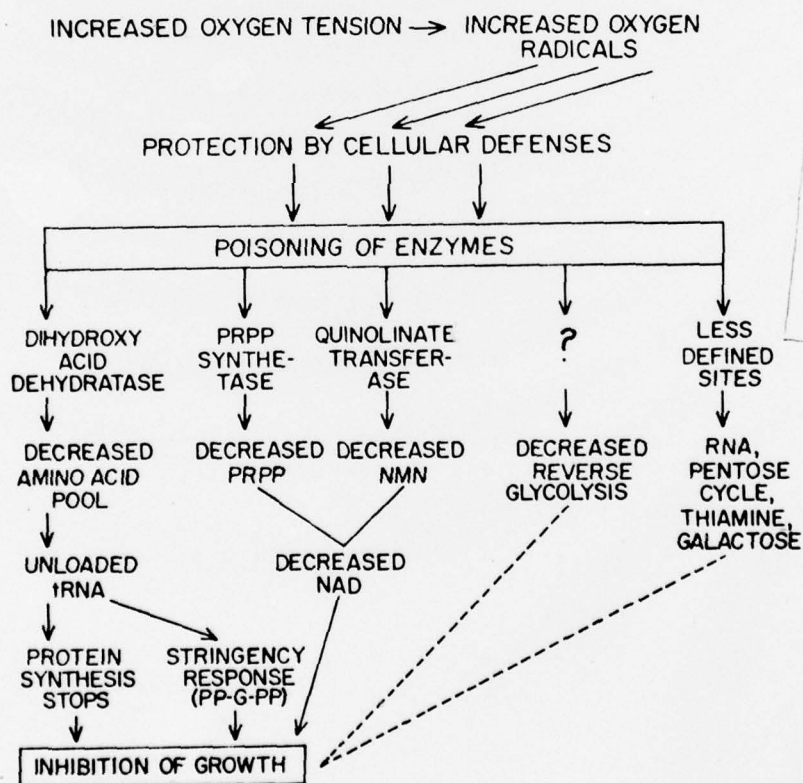 INCREASED OXYGEN TENSION → INCREASED OXYGEN
RADICALS
PROTECTION BY CELLULAR DEFENSES
POISONING OF ENZYMES
DIHYDROXY
ACID
DEHYDRATASE
PRPP
SYNTHE-
TASE
QUINOLINATE
TRANSFER-
ASE
?
LESS
DEFINED
SITES
DECREASED
AMINO ACID
POOL
DECREASED
PRPP
DECREASED
NMN
DECREASED
REVERSE
GLYCOLYSIS
RNA,
PENTOSE
CYCLE,
THIAMINE,
GALACTOSE
UNLOADED
tRNA
DECREASED
NAD
PROTEIN
SYNTHESIS
STOPS
STRINGENCY
RESPONSE
(PP-G-PP)
INHIBITION OF GROWTH